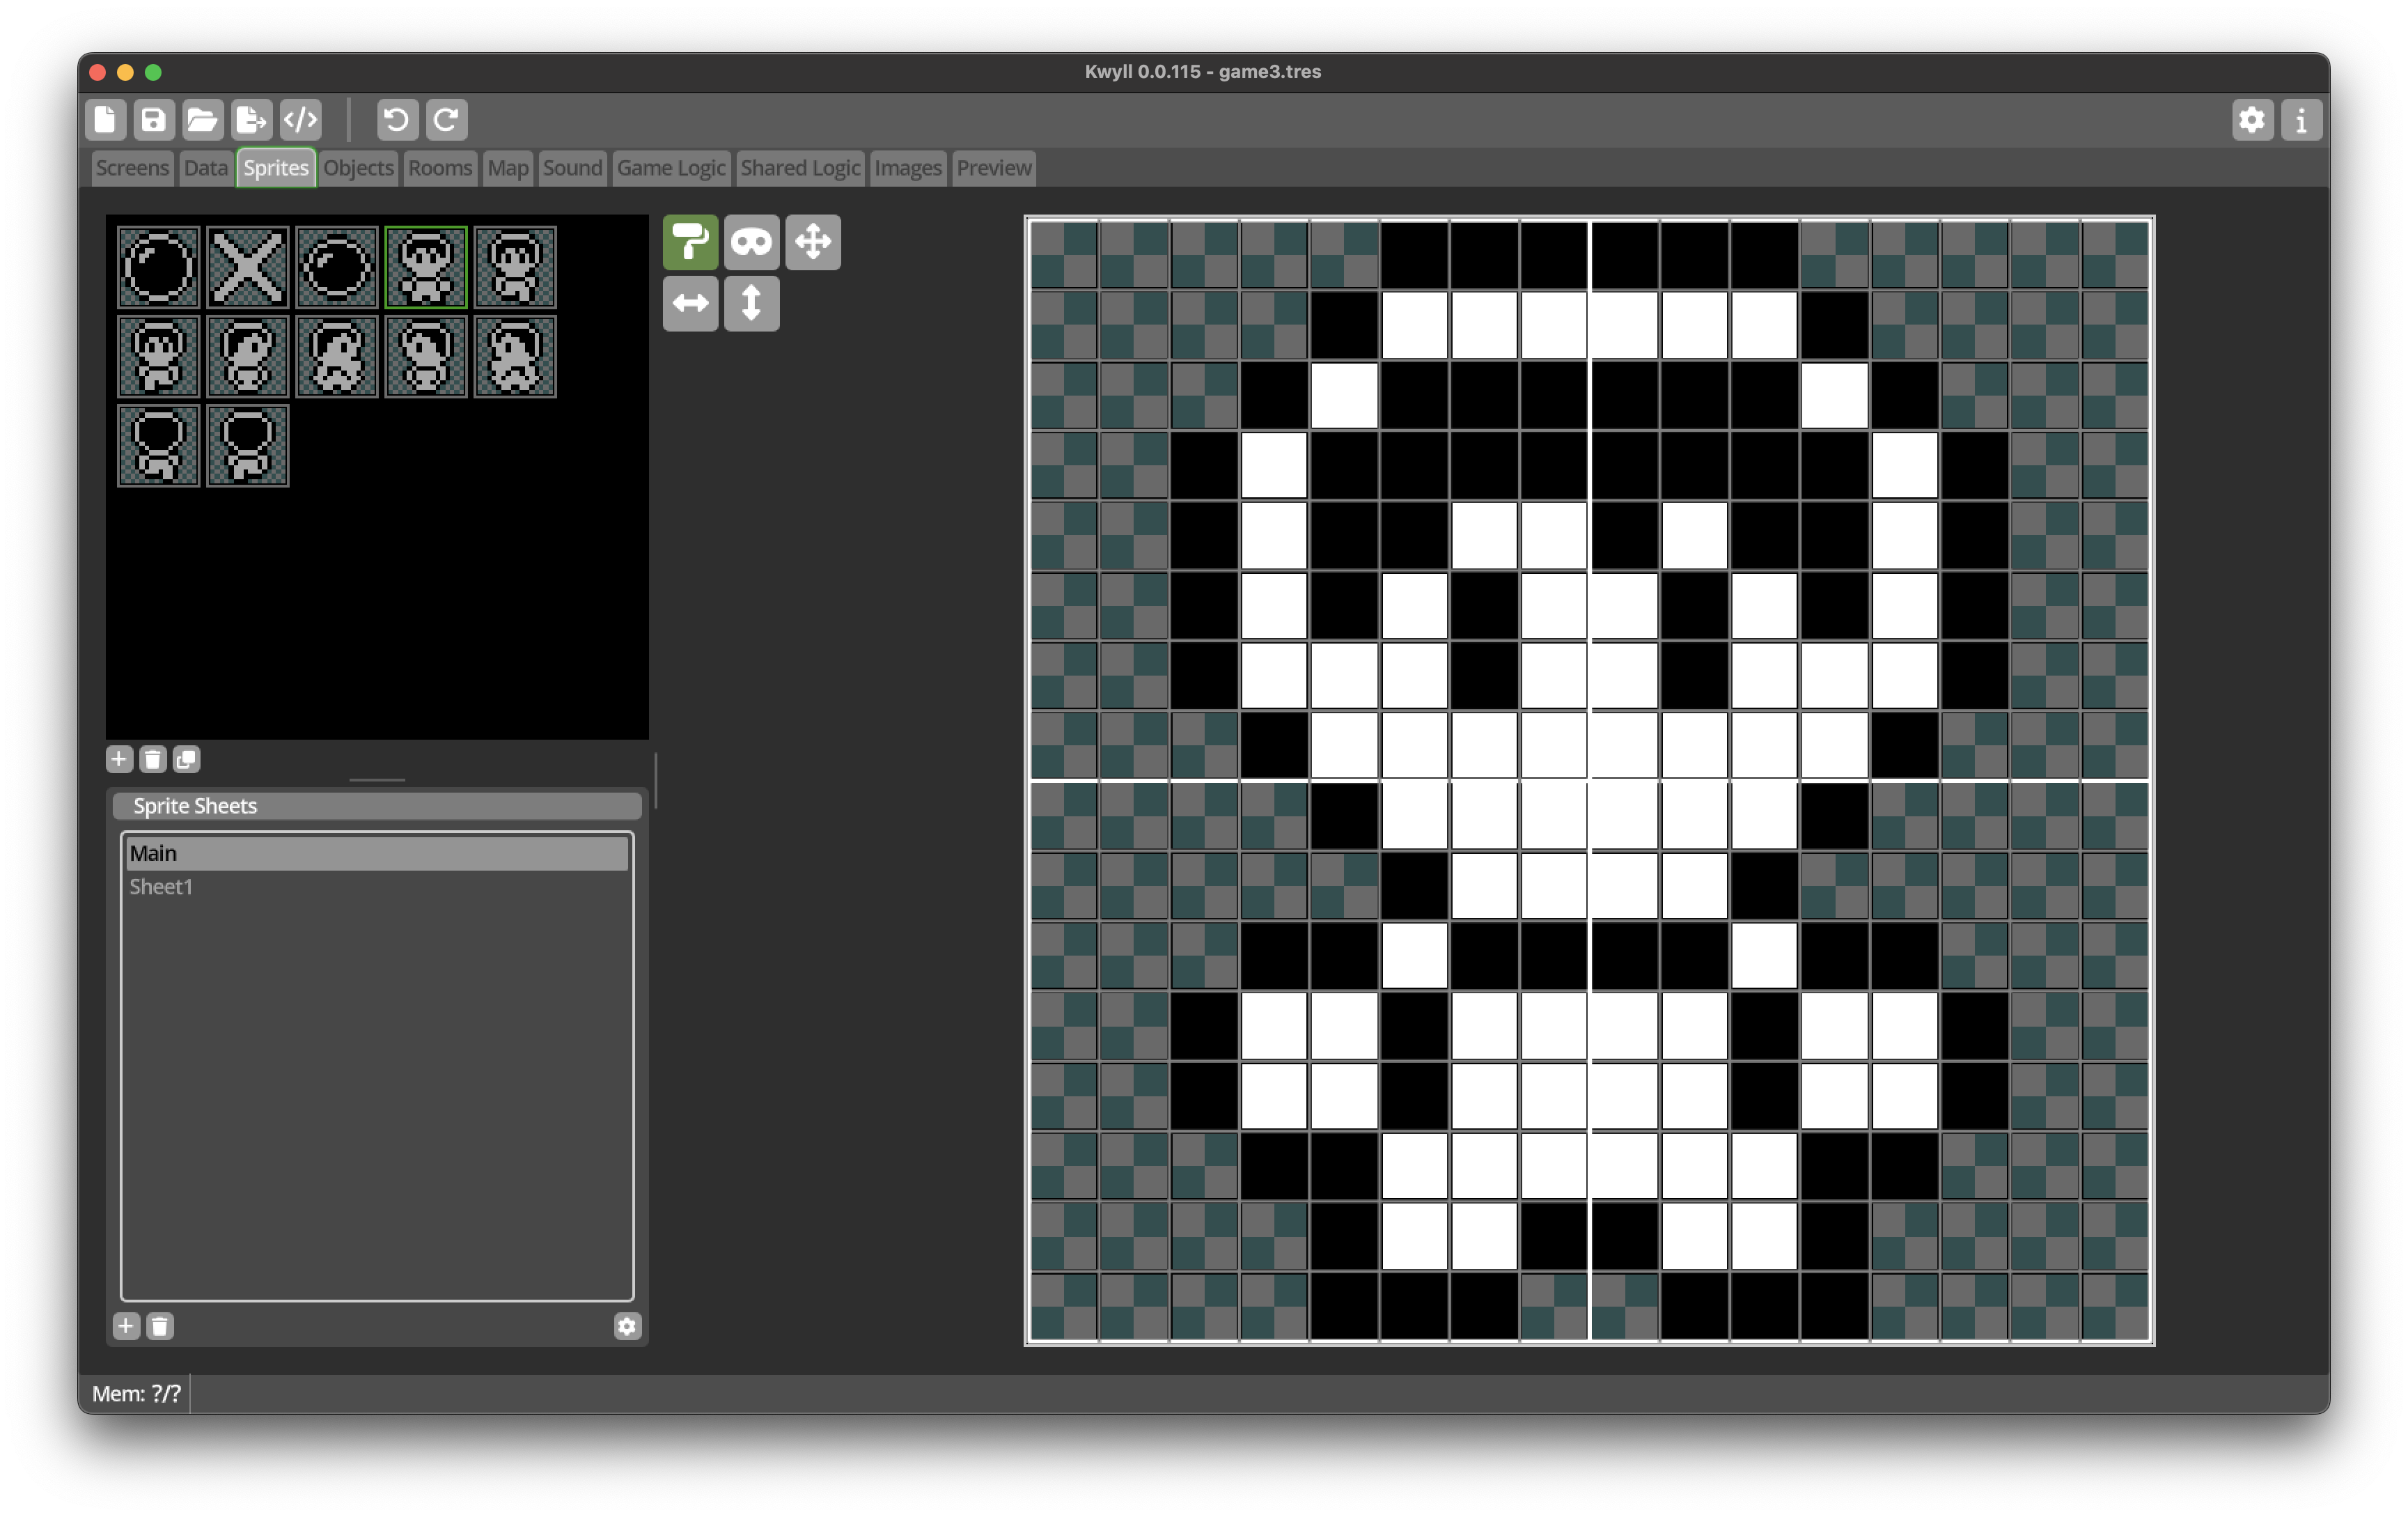 Kwyll 0.0.115 - game3.tres
Screens Data Sprites Objects Rooms Map Sound Game Logic Shared Logic Images Preview
Sprite Sheets
Main
Sheet1
Mem: ?/?